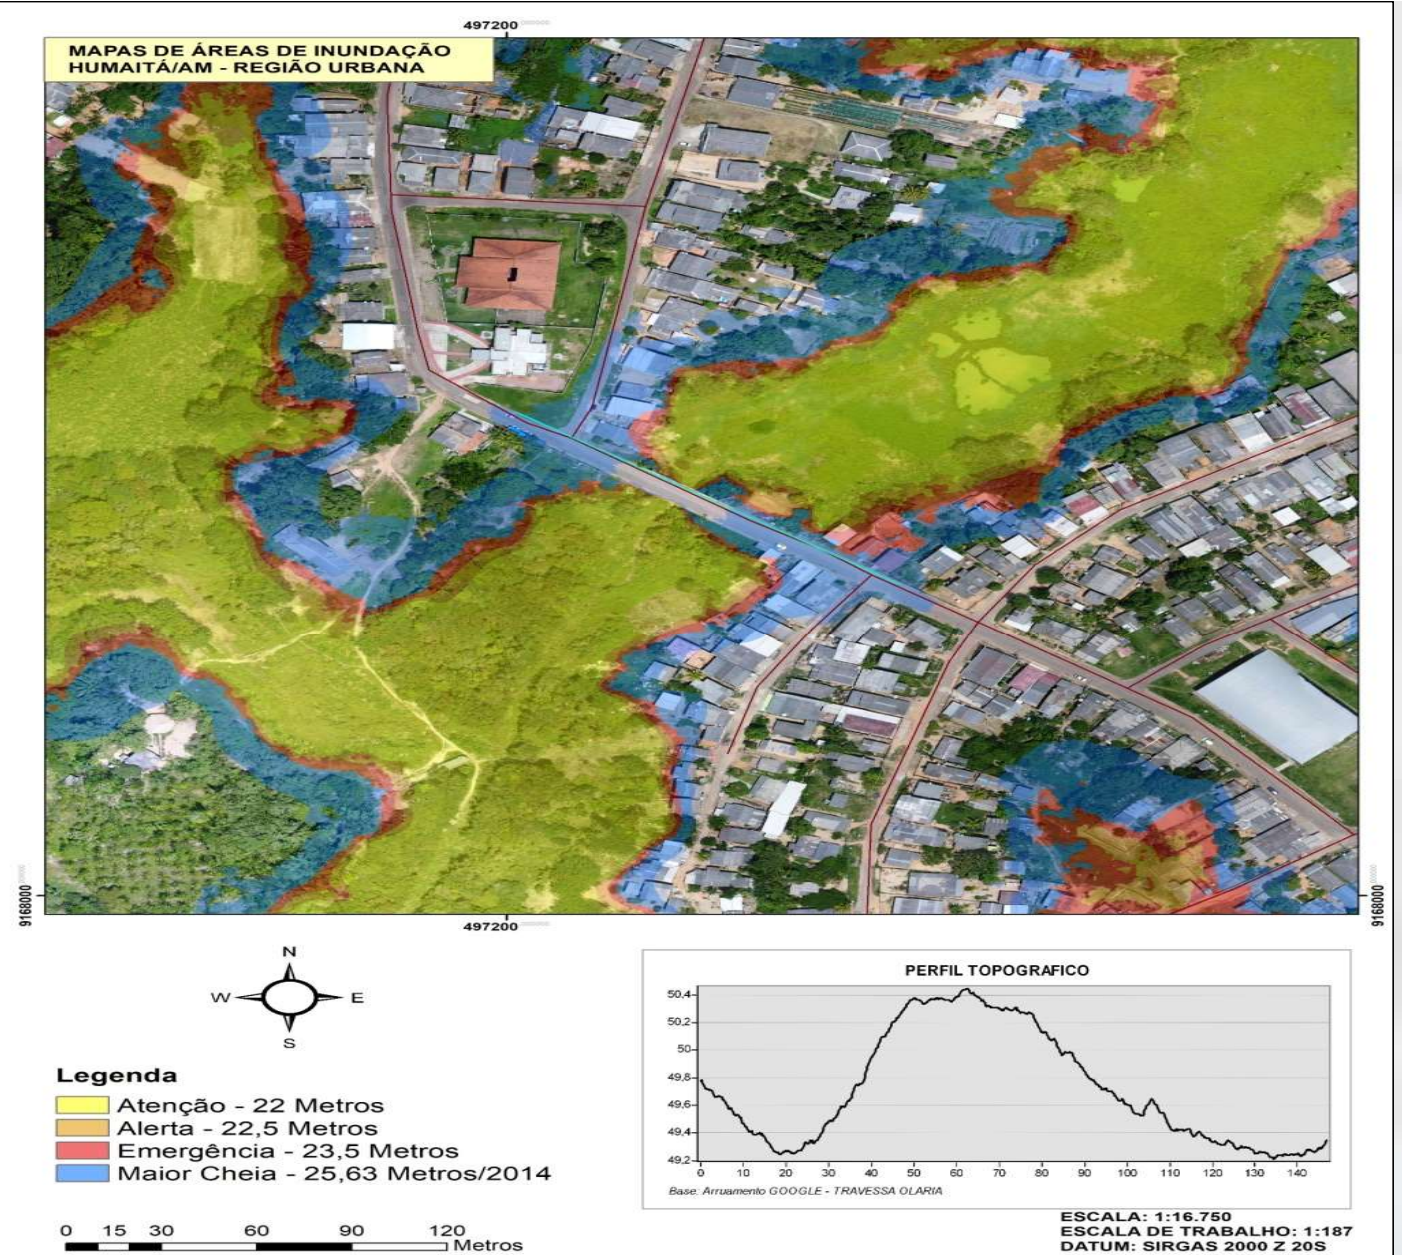 497200
MAPAS DE ÁREAS DE INUNDAÇÃO
HUMAITÁ/AM - REGIÃO URBANA
9168000
9168000
497200
N
W
E
S
Legenda
Atenção - 22 Metros
Alerta - 22,5 Metros
Emergência - 23,5 Metros
Maior Cheia - 25,63 Metros/2014
0 15 30 60 90 120
Metros
PERFIL TOPOGRAFICO
50,4
50,2
50
49,8
49,6
49,4
49,2
0 10 20 30 40 50 60 70 80 90 100 110 120 130 140
Base: Arruamento GOOGLE - TRAVESSA OLARIA
ESCALA: 1:16.750
ESCALA DE TRABALHO: 1:187
DATUM: SIRGAS 2000 Z 20S